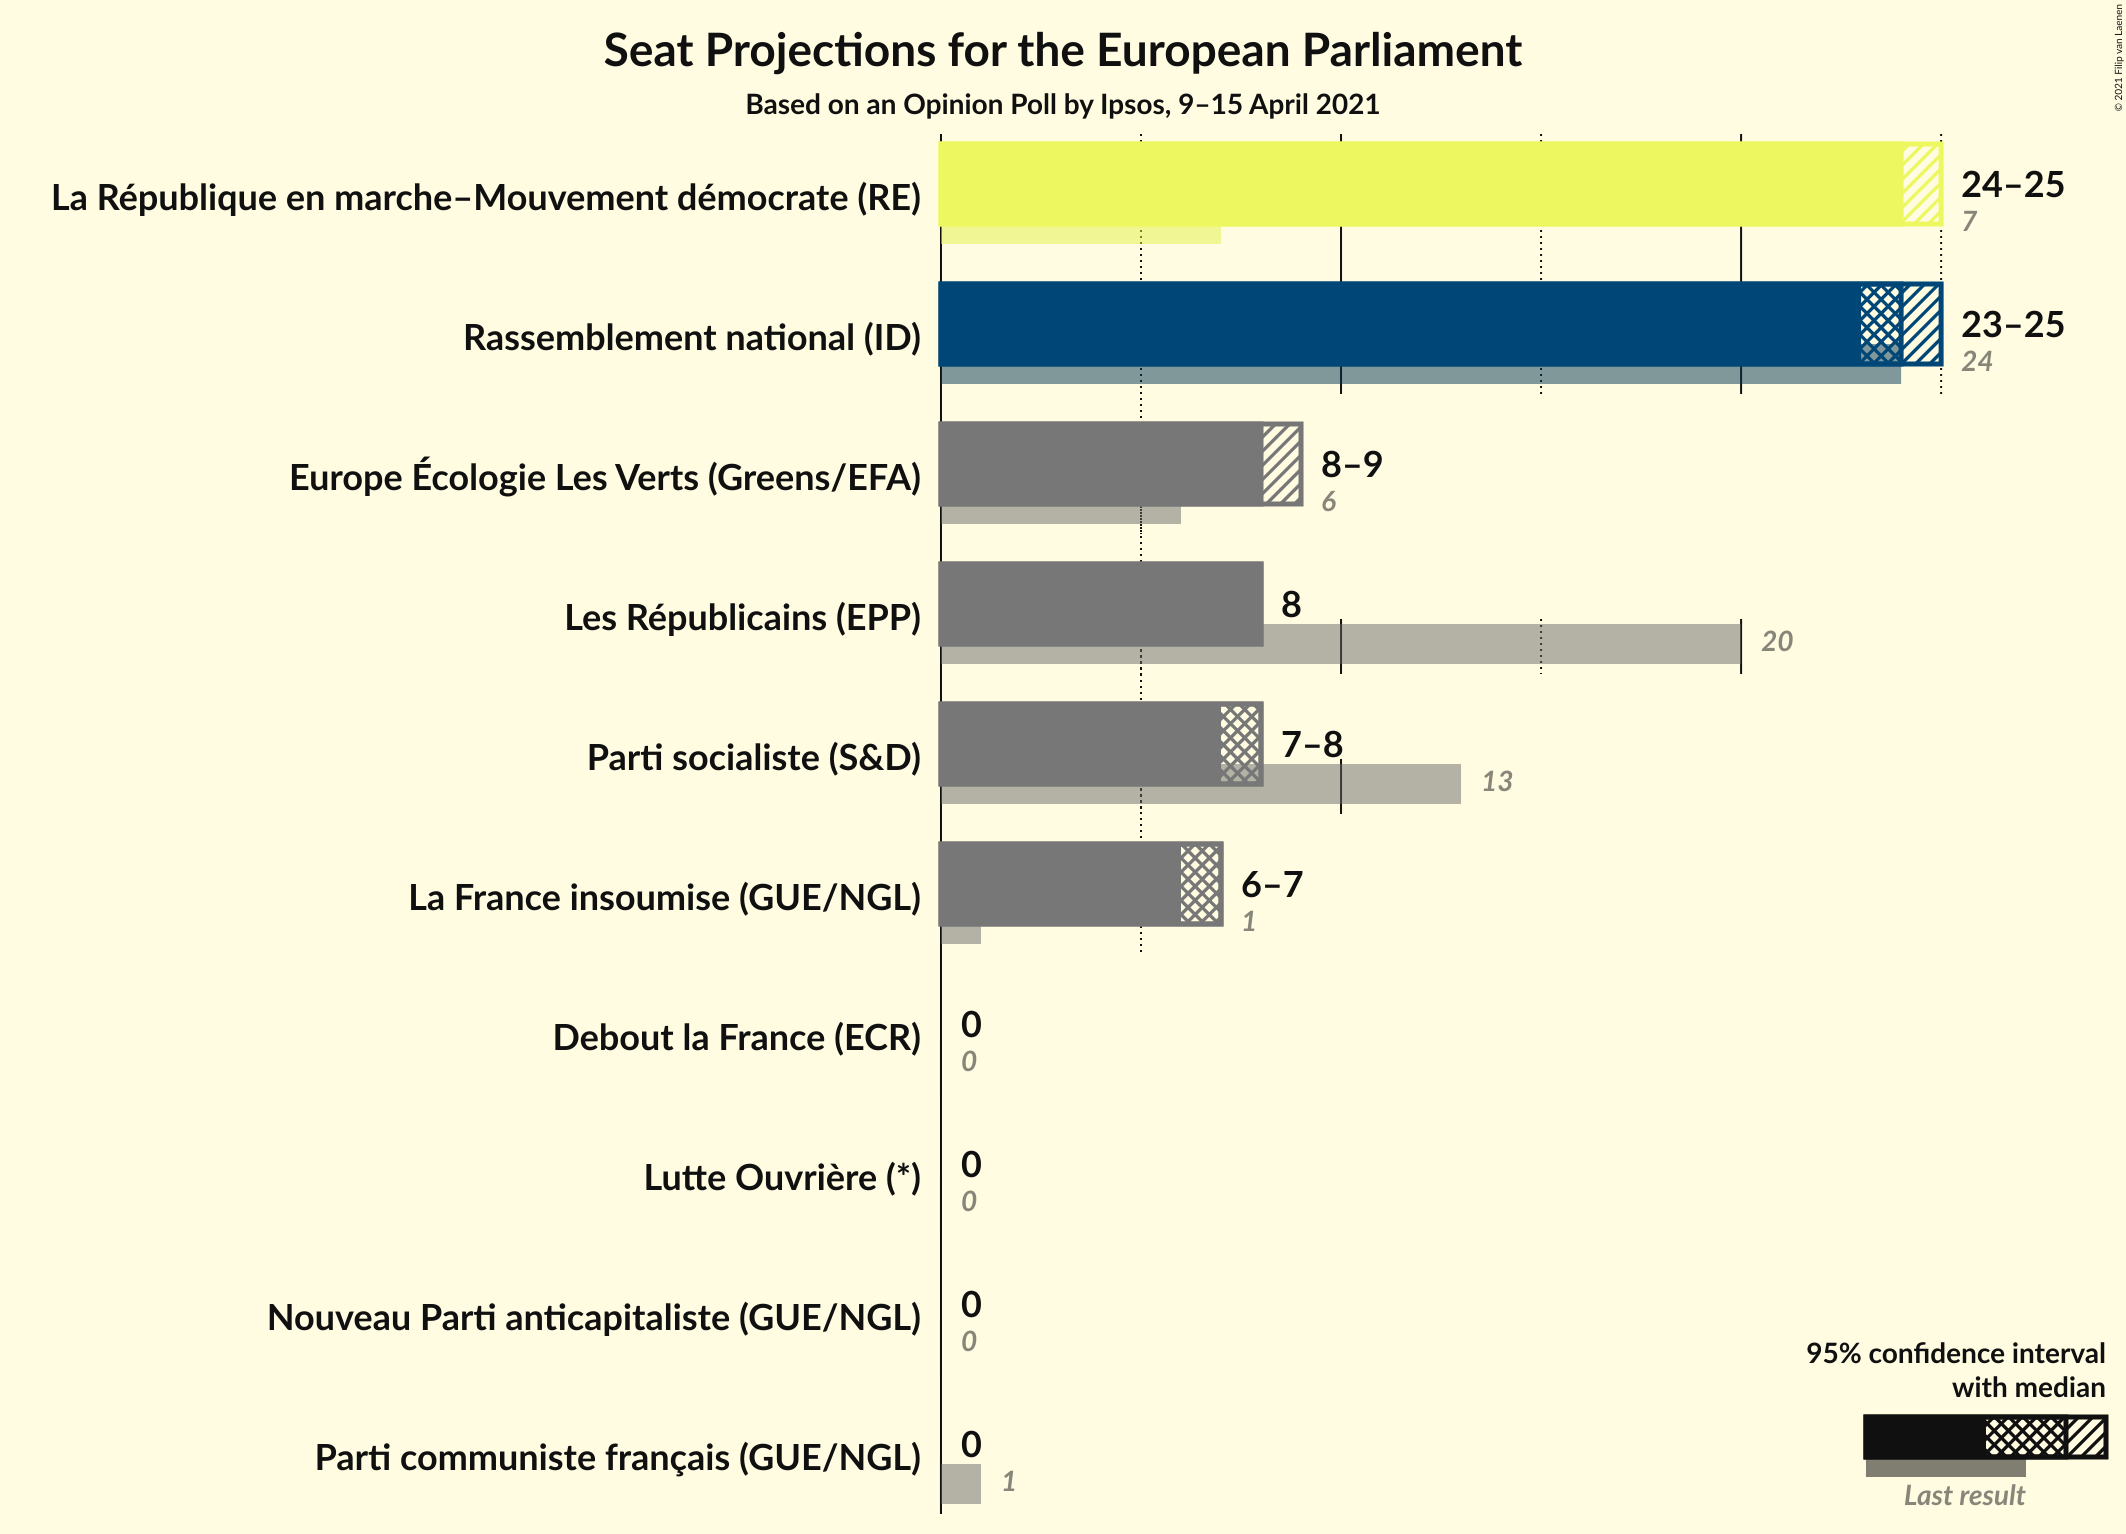 Seat Projections for the European Parliament
Based on an Opinion Poll by Ipsos, 9–15 April 2021
© 2021 Filip van Laenen
La République en marche–Mouvement démocrate (RE)
24–25
7
Rassemblement national (ID)
23–25
24
Europe Écologie Les Verts (Greens/EFA)
8–9
6
Les Républicains (EPP)
8
20
Parti socialiste (S&D)
7–8
13
La France insoumise (GUE/NGL)
6–7
1
Debout la France (ECR)
0
0
Lutte Ouvrière (*)
0
0
Nouveau Parti anticapitaliste (GUE/NGL)
0
0
Parti communiste français (GUE/NGL)
0
1
95% confidence interval
with median
Last result